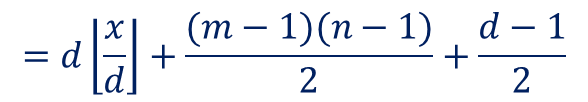 = d⌊x/d⌋ + (m − 1)(n − 1)/2 + (d − 1)/2